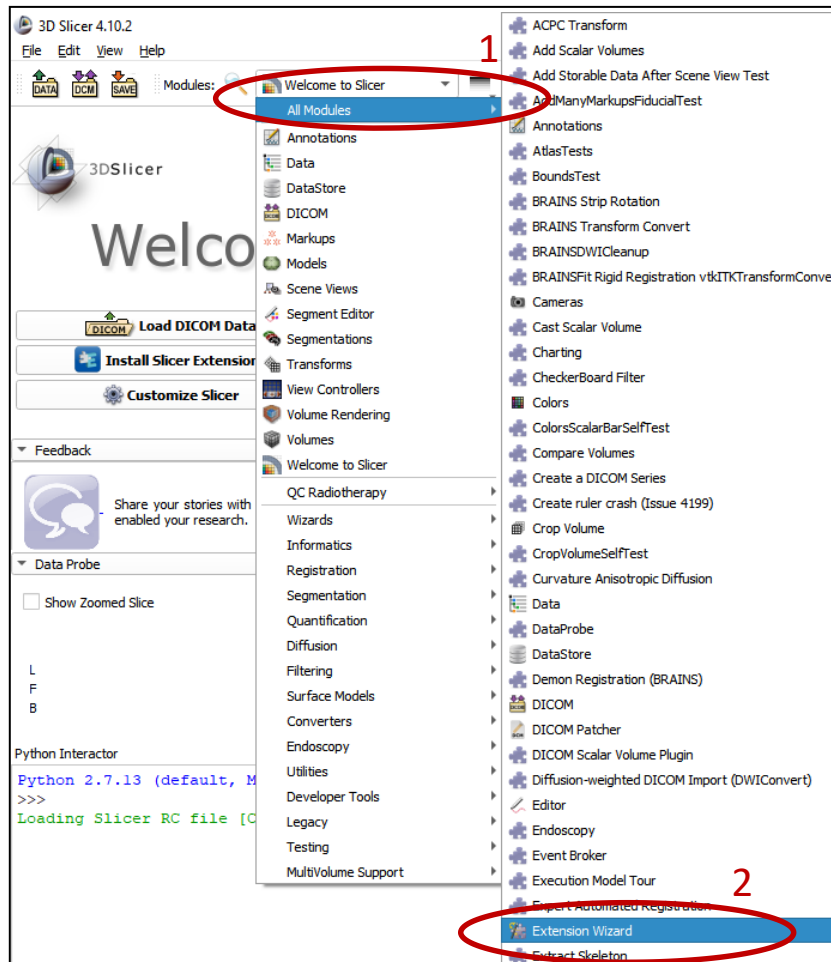 3D Slicer 4.10.2
File Edit View Help
1
DATA DCM SAVE Modules: Welcome to Slicer
3DSlicer
Welco
DICOM Load DICOM Data
Install Slicer Extension
Customize Slicer
Feedback
Share your stories with
enabled your research.
Data Probe
Show Zoomed Slice
L
F
B
Python Interactor
Python 2.7.13 (default, M
>>>
Loading Slicer RC file [C
All Modules
Annotations
Data
DataStore
DICOM
Markups
Models
Scene Views
Segment Editor
Segmentations
Transforms
View Controllers
Volume Rendering
Volumes
Welcome to Slicer
QC Radiotherapy
Wizards
Informatics
Registration
Segmentation
Quantification
Diffusion
Filtering
Surface Models
Converters
Endoscopy
Utilities
Developer Tools
Legacy
Testing
MultiVolume Support
ACPC Transform
Add Scalar Volumes
Add Storable Data After Scene View Test
AddManyMarkupsFiducialTest
Annotations
AtlasTests
BoundsTest
BRAINS Strip Rotation
BRAINS Transform Convert
BRAINSDWICleanup
BRAINSFit Rigid Registration vtkITKTransformConve
Cameras
Cast Scalar Volume
Charting
CheckerBoard Filter
Colors
ColorsScalarBarSelfTest
Compare Volumes
Create a DICOM Series
Create ruler crash (Issue 4199)
Crop Volume
CropVolumeSelfTest
Curvature Anisotropic Diffusion
Data
DataProbe
DataStore
Demon Registration (BRAINS)
DICOM
DICOM Patcher
DICOM Scalar Volume Plugin
Diffusion-weighted DICOM Import (DWIConvert)
Editor
Endoscopy
Event Broker
Execution Model Tour
2
Expert Automated Registration
Extension Wizard
Extract Skeleton